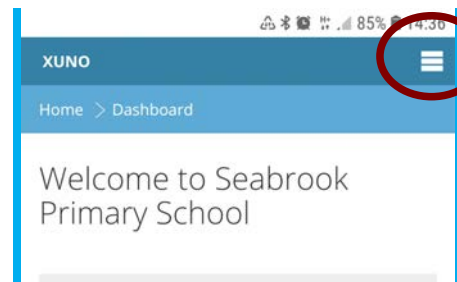 85% 14:36
XUNO
Home > Dashboard
Welcome to Seabrook
Primary School